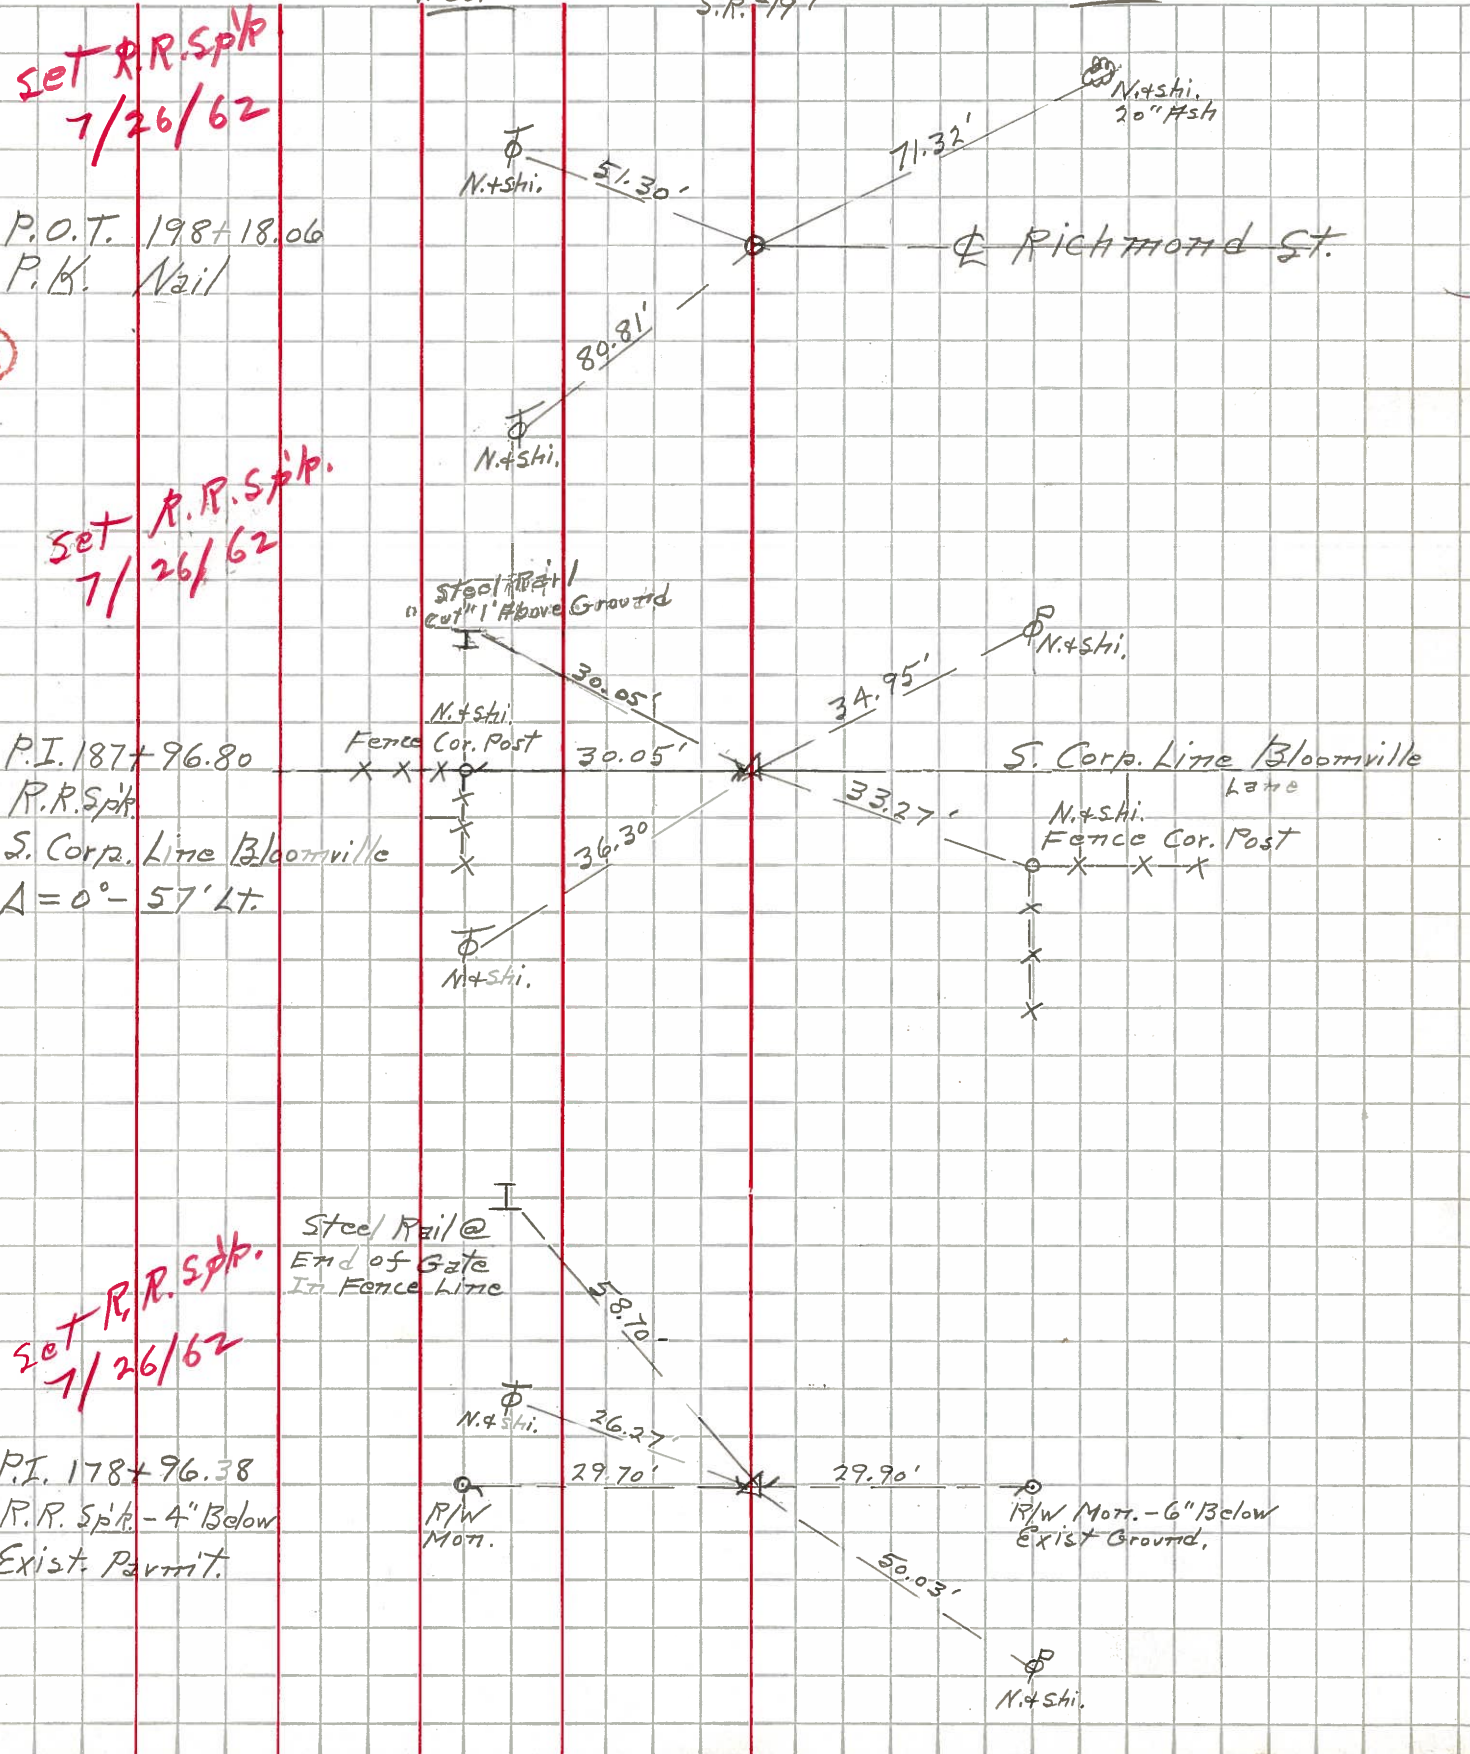 set R.R. Spk
7/26/62
N.+shi.
20" Ash
71.32'
51.30'
N.+shi.
P.O.T. 198+18.06
P.K. Nail
℄ Richmond St.
80.81'
N.+shi.
set R.R. Spk.
7/26/62
Steel Rail
"cut" 1' Above Ground
30.05'
34.95'
N.+shi.
N.+shi.
Fence Cor. Post
30.05'
P.I. 187+96.80
R.R. Spk.
S. Corp. Line Bloomville
Δ = 0°-57' Lt.
S. Corp. Line Bloomville
Lane
33.27'
N.+shi.
Fence Cor. Post
36.30
N.+shi.
Steel Rail @
End of Gate
In Fence Line
58.70
set R.R. Spk.
7/26/62
N.+shi.
26.27'
P.I. 178+96.38
R.R. Spk. - 4" Below
Exist. Pavm't.
29.70'
29.90'
R/W
Mon.
R/W Mon. - 6" Below
Exist Ground.
50.03'
N.+shi.